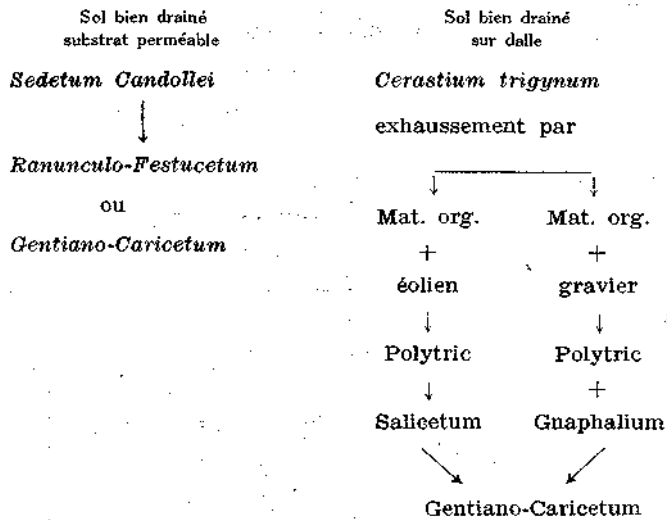 Sol bien drainé
substrat perméable
Sedetum Candollei
↓
Ranunculo-Festucetum
ou
Gentiano-Caricetum
Sol bien drainé
sur dalle
Cerastium trigynum
exhaussement par
↓ ↓
Mat. org. Mat. org.
+ +
éolien gravier
↓ ↓
Polytric Polytric
↓ +
Salicetum Gnaphalium
↘ ↙
Gentiano-Caricetum